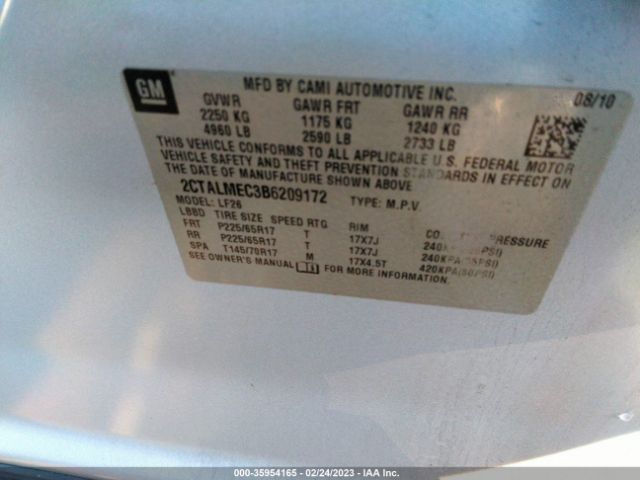 GM
MFD BY CAMI AUTOMOTIVE INC. 08/10
GVWR GAWR FRT GAWR RR
2250 KG 1175 KG 1240 KG
4960 LB 2590 LB 2733 LB
THIS VEHICLE CONFORMS TO ALL APPLICABLE U.S. FEDERAL MOTOR
VEHICLE SAFETY AND THEFT PREVENTION STANDARDS IN EFFECT ON
THE DATE OF MANUFACTURE SHOWN ABOVE
2CTALMEC3B6209172 TYPE: M.P.V.
MODEL: LF26
LBBD TIRE SIZE SPEED RTG RIM PRESSURE
FRT P225/65R17 T 17X7J 240
RR P225/65R17 T 17X7J 240KPA
SPA T145/70R17 M 17X4.5T 420KPA
SEE OWNER'S MANUAL FOR MORE INFORMATION.
000-35954165 - 02/24/2023 - IAA Inc.